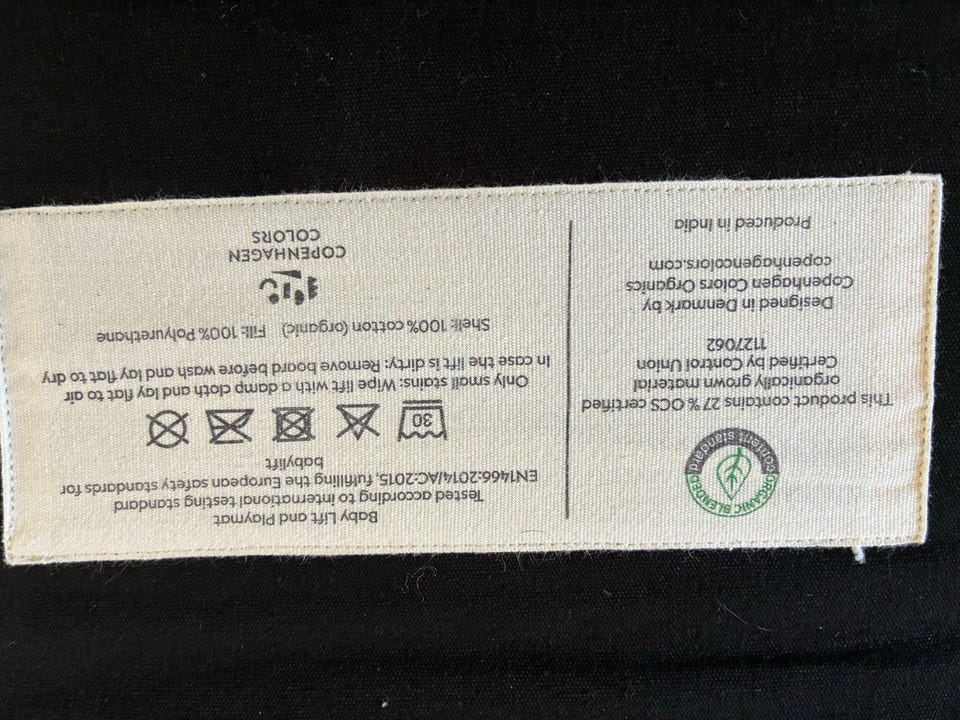 ORGANIC BLENDED
content standard
This product contains 27 % OCS certified
organically grown material
Certified by Control Union
1127062
Designed in Denmark by
Copenhagen Colors Organics
copenhagencolors.com
Produced in India
Baby Lift and Playmat
Tested according to international testing standard
EN1466:2014/AC:2015, fulfilling the European safety standards for
babylift
30
Only small stains: Wipe lift with a damp cloth and lay flat to air
In case the lift is dirty: Remove board before wash and lay flat to dry
Shell: 100% cotton (organic) Fill: 100% Polyurethane
COPENHAGEN
COLORS